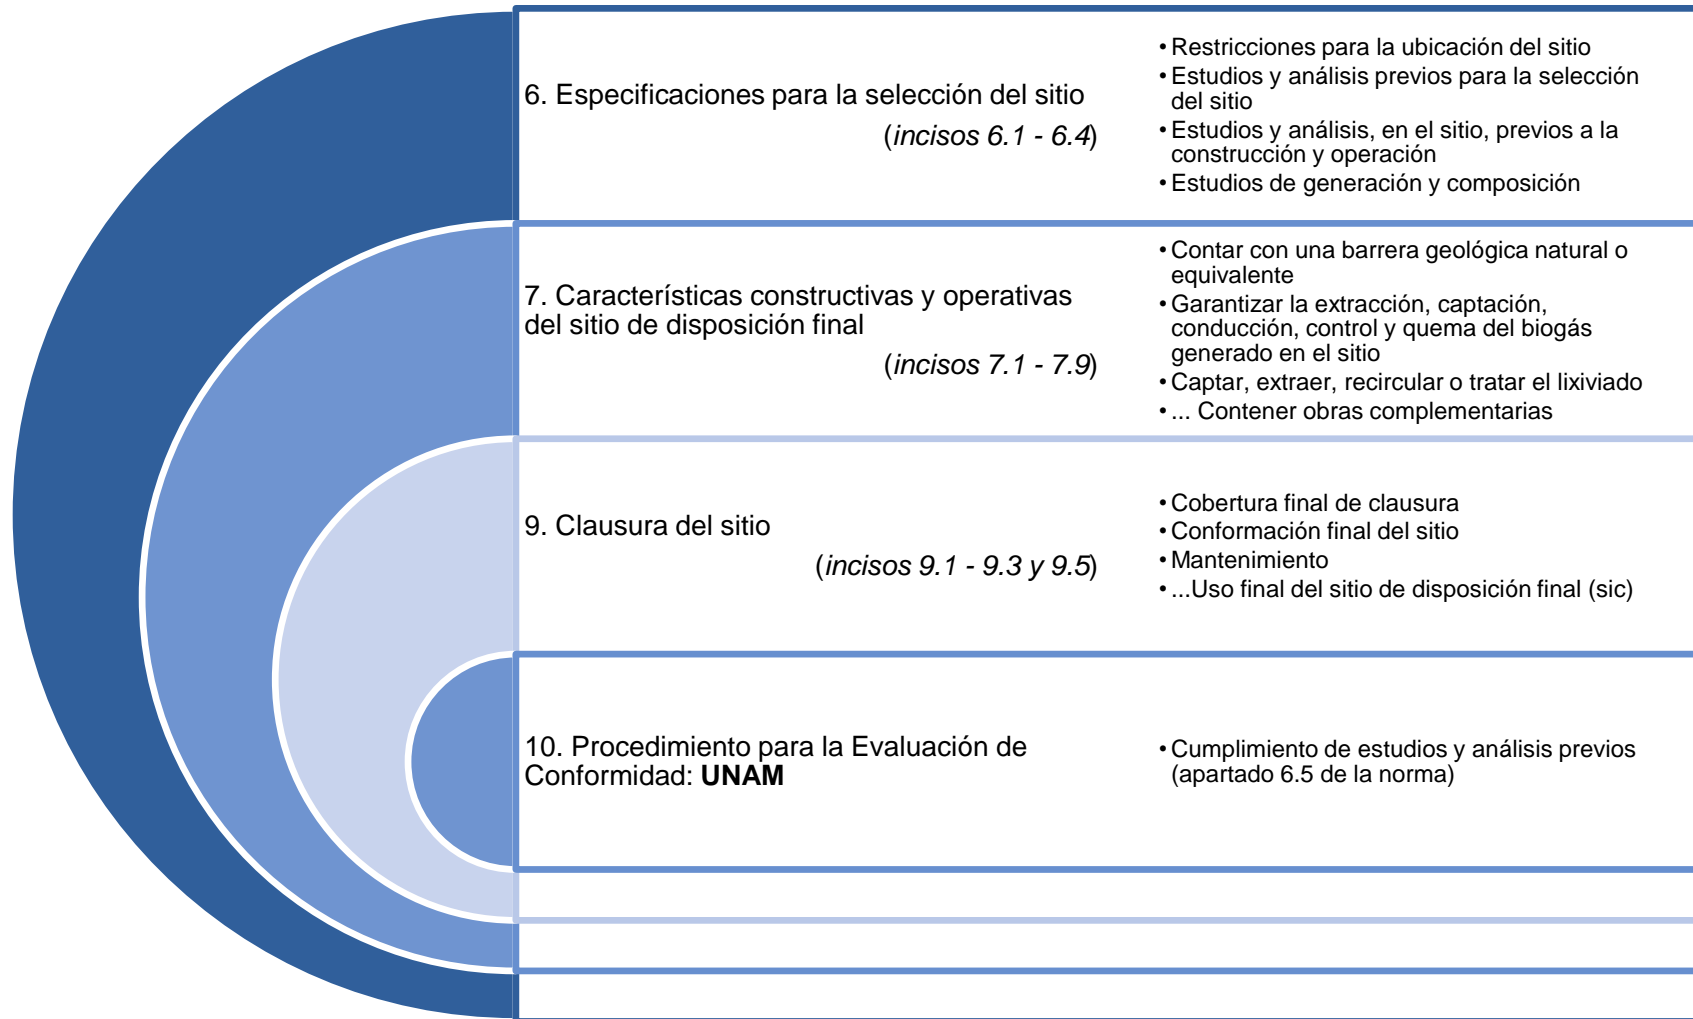 6. Especificaciones para la selección del sitio
(incisos 6.1 - 6.4)
• Restricciones para la ubicación del sitio
• Estudios y análisis previos para la selección
del sitio
• Estudios y análisis, en el sitio, previos a la
construcción y operación
• Estudios de generación y composición
7. Características constructivas y operativas
del sitio de disposición final
(incisos 7.1 - 7.9)
• Contar con una barrera geológica natural o
equivalente
• Garantizar la extracción, captación,
conducción, control y quema del biogás
generado en el sitio
• Captar, extraer, recircular o tratar el lixiviado
• ... Contener obras complementarias
9. Clausura del sitio
(incisos 9.1 - 9.3 y 9.5)
• Cobertura final de clausura
• Conformación final del sitio
• Mantenimiento
• ...Uso final del sitio de disposición final (sic)
10. Procedimiento para la Evaluación de
Conformidad: UNAM
• Cumplimiento de estudios y análisis previos
(apartado 6.5 de la norma)